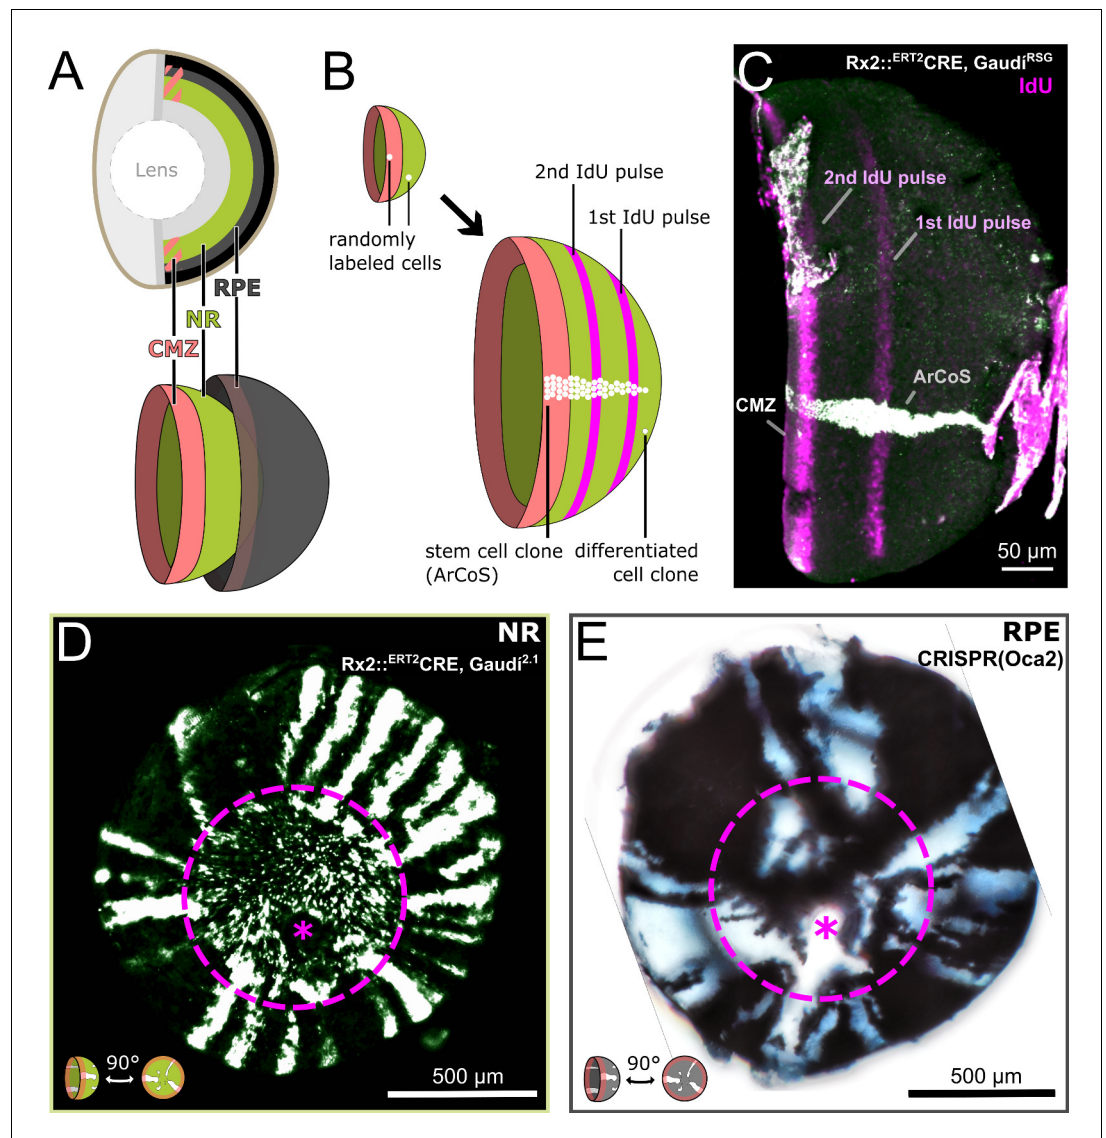 A
Lens
RPE
NR
CMZ
B
randomly
labeled cells
2nd IdU pulse
1st IdU pulse
stem cell clone
(ArCoS)
differentiated
cell clone
C
Rx2::ERT2CRE, GaudíRSG
IdU
2nd IdU pulse
1st IdU pulse
ArCoS
CMZ
50 µm
D
NR
Rx2::ERT2CRE, Gaudí2.1
*
90°
500 µm
E
RPE
CRISPR(Oca2)
*
90°
500 µm